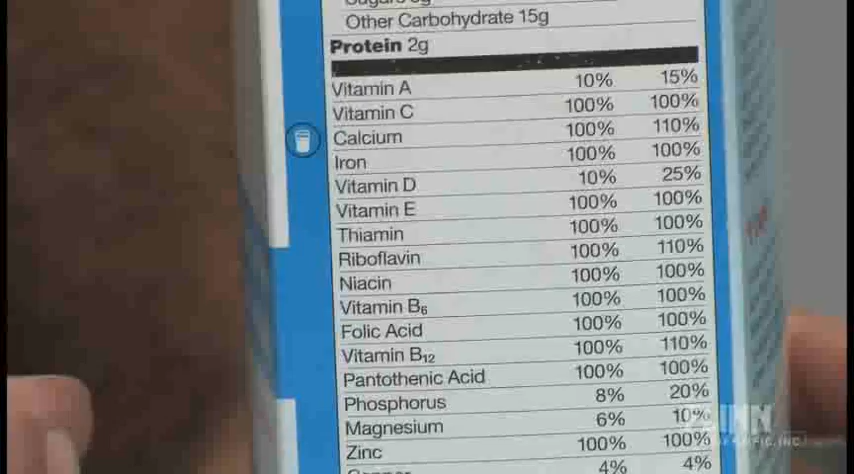 Other Carbohydrate 15g
Protein 2g
Vitamin A 10% 15%
Vitamin C 100% 100%
Calcium 100% 110%
Iron 100% 100%
Vitamin D 10% 25%
Vitamin E 100% 100%
Thiamin 100% 100%
Riboflavin 100% 110%
Niacin 100% 100%
Vitamin B6 100% 100%
Folic Acid 100% 100%
Vitamin B12 100% 110%
Pantothenic Acid 100% 100%
Phosphorus 8% 20%
Magnesium 6% 10%
Zinc 100% 100%
4% 4%